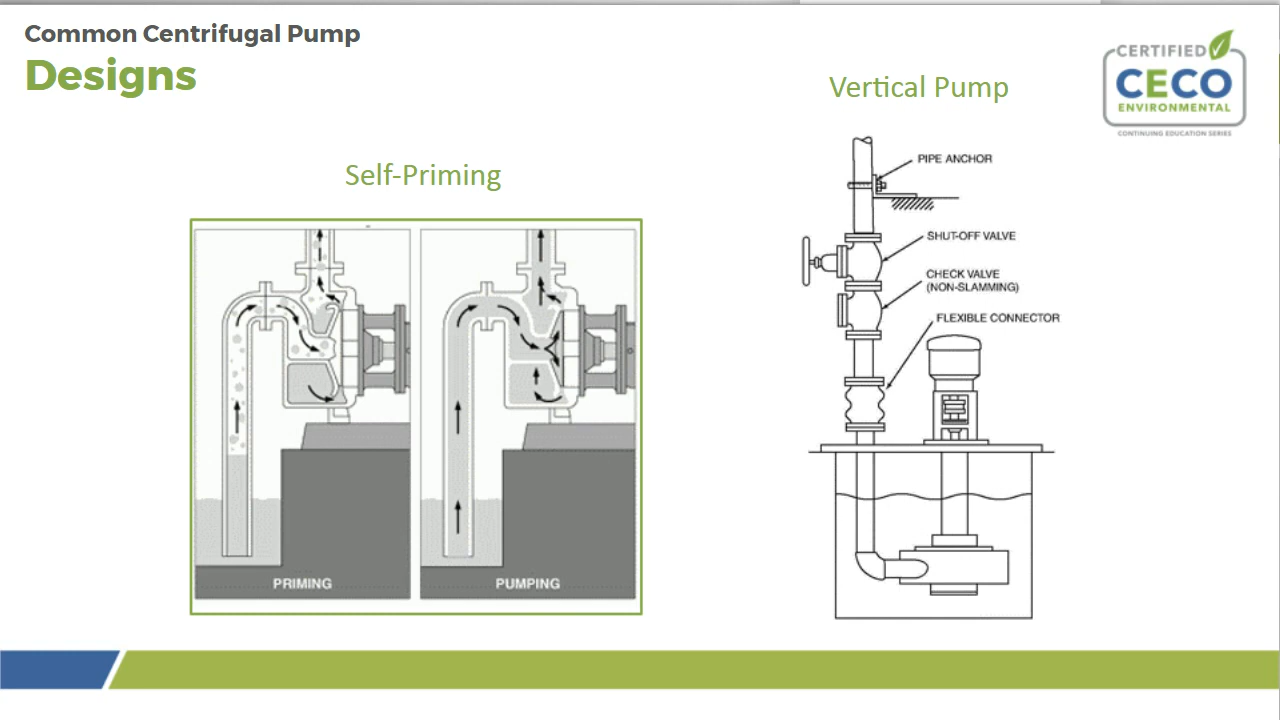 Common Centrifugal Pump
Designs
CERTIFIED
CECO
ENVIRONMENTAL
CONTINUING EDUCATION SERIES
Vertical Pump
Self-Priming
PIPE ANCHOR
SHUT-OFF VALVE
CHECK VALVE
(NON-SLAMMING)
FLEXIBLE CONNECTOR
PRIMING
PUMPING